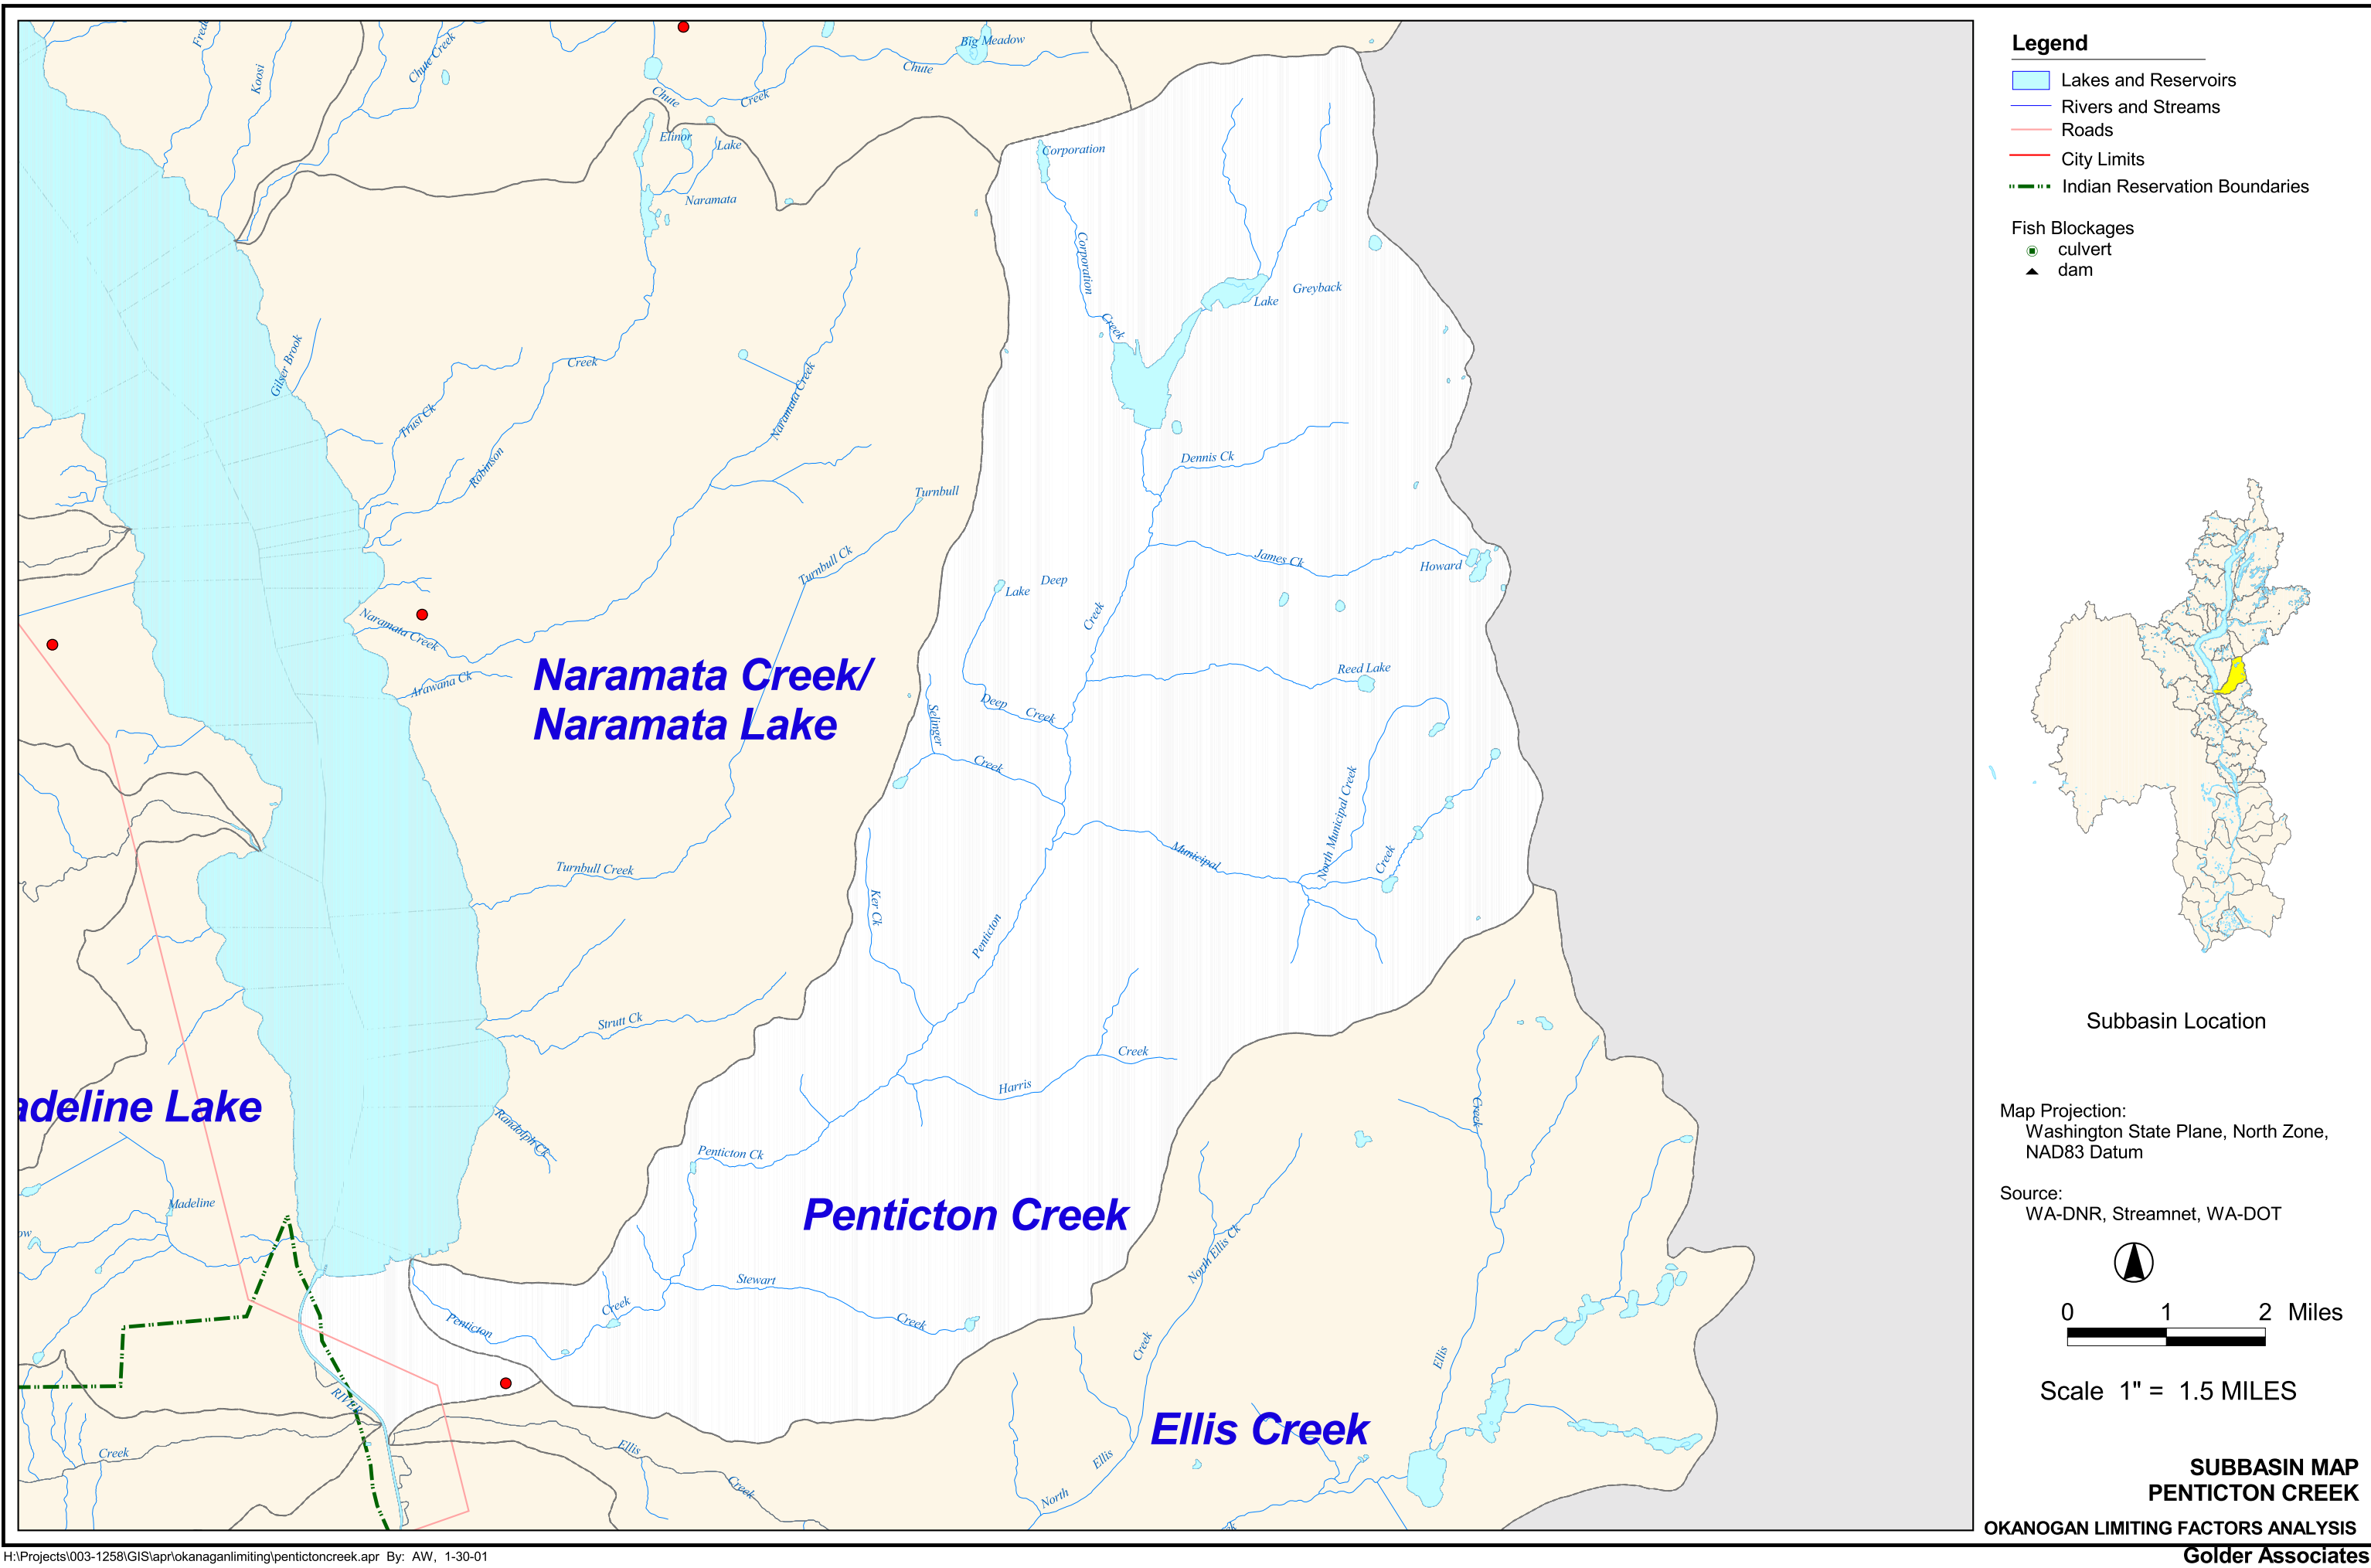 Frede
Koosi
Chute Creek
Big Meadow
Chute
Chute
Creek
Elinor
Lake
Naramata
Corporation
Corporation
Creek
Greyback
Lake
Gilser Brook
Trust Ck
Creek
Robinson
Naramata Creek
Dennis Ck
Turnbull
Turnbull Ck
James Ck
Howard
Deep
Lake
Creek
Naramata Creek
Arawana Ck
Naramata Creek/
Naramata Lake
Reed Lake
Deep
Creek
Selinger
Creek
North Municipal Creek
Municipal
Creek
Turnbull Creek
Ker Ck
Penticton
Strutt Ck
Creek
Harris
adeline Lake
Randolph Ck
Penticton Ck
Creek
Madeline
ow
Penticton Creek
North Ellis Ck
Stewart
Creek
Creek
Penticton
Creek
Ellis
RIVER
Ellis Creek
Creek
Ellis
Creek
Ellis
North
Legend
Lakes and Reservoirs
Rivers and Streams
Roads
City Limits
Indian Reservation Boundaries
Fish Blockages
culvert
dam
Subbasin Location
Map Projection:
Washington State Plane, North Zone,
NAD83 Datum
Source:
WA-DNR, Streamnet, WA-DOT
0 1 2 Miles
Scale 1" = 1.5 MILES
SUBBASIN MAP
PENTICTON CREEK
OKANOGAN LIMITING FACTORS ANALYSIS
Golder Associates
H:\Projects\003-1258\GIS\apr\okanaganlimiting\pentictoncreek.apr By: AW, 1-30-01